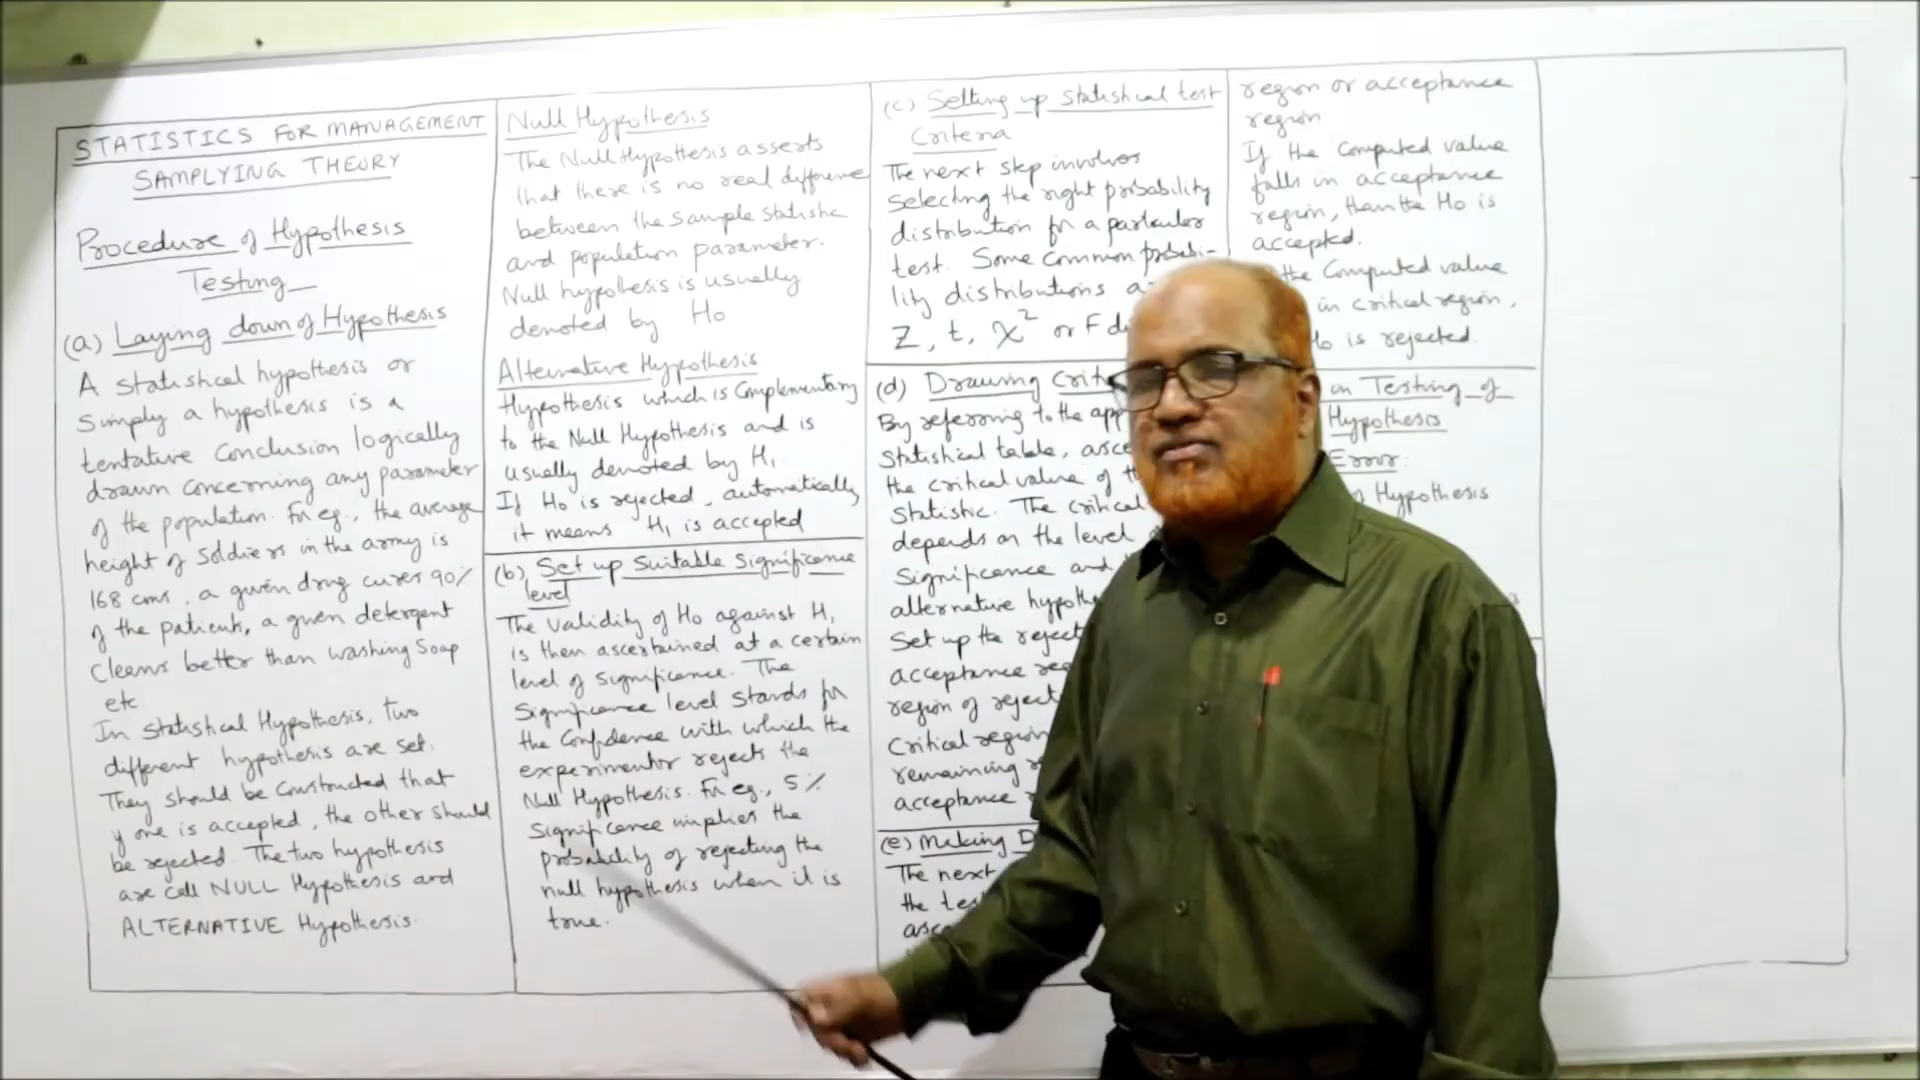 STATISTICS FOR MANAGEMENT
SAMPLYING THEORY
Procedure of Hypothesis
Testing
(a) Laying down of Hypothesis
A statistical hypothesis or
simply a hypothesis is a
tentative conclusion logically
drawn concerning any parameter
of the population. For eg., the average
height of soldiers in the army is
168 cms, a given drug cures 90%
of the patients, a given detergent
cleans better than washing soap
etc
In statistical Hypothesis, two
different hypothesis are set.
They should be constructed that
if one is accepted, the other should
be rejected. The two hypothesis
are call NULL Hypothesis and
ALTERNATIVE Hypothesis.
Null Hypothesis
The Null Hypothesis asserts
that there is no real difference
between the sample statistic
and population parameter.
Null hypothesis is usually
denoted by Ho
Alternative Hypothesis
Hypothesis which is Complementary
to the Null Hypothesis and is
usually denoted by H1
If Ho is rejected, automatically
it means H1 is accepted
(b) Set up suitable significance
level
The validity of Ho against H1
is then ascertained at a certain
level of significance. The
significance level stands for
the confidence with which the
experimentor rejects the
Null Hypothesis. For eg., 5%
significance implies the
probability of rejecting the
null hypothesis when it is
true.
(c) Setting up statistical test
Criteria
The next step involves
selecting the right probability
distribution for a particular
test. Some common probabi-
lity distributions
Z, t, χ² or F
(d) Drawing
By referring to the
statistical table,
the critical value of
statistic. The critical
depends on the level
significance and
alternative
Set up the
acceptance
region of
Critical region
remaining
acceptance
(e) Making
The next
the
region or acceptance
region
If the computed value
falls in acceptance
region, then the Ho is
accepted.
the Computed value
in critical region,
is rejected.
in Testing of
Hypothesis
Error:
Hypothesis